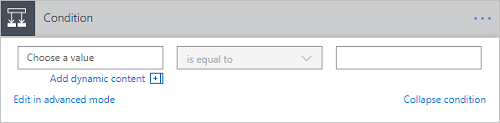 Condition
Choose a value
is equal to
Add dynamic content
Edit in advanced mode
Collapse condition